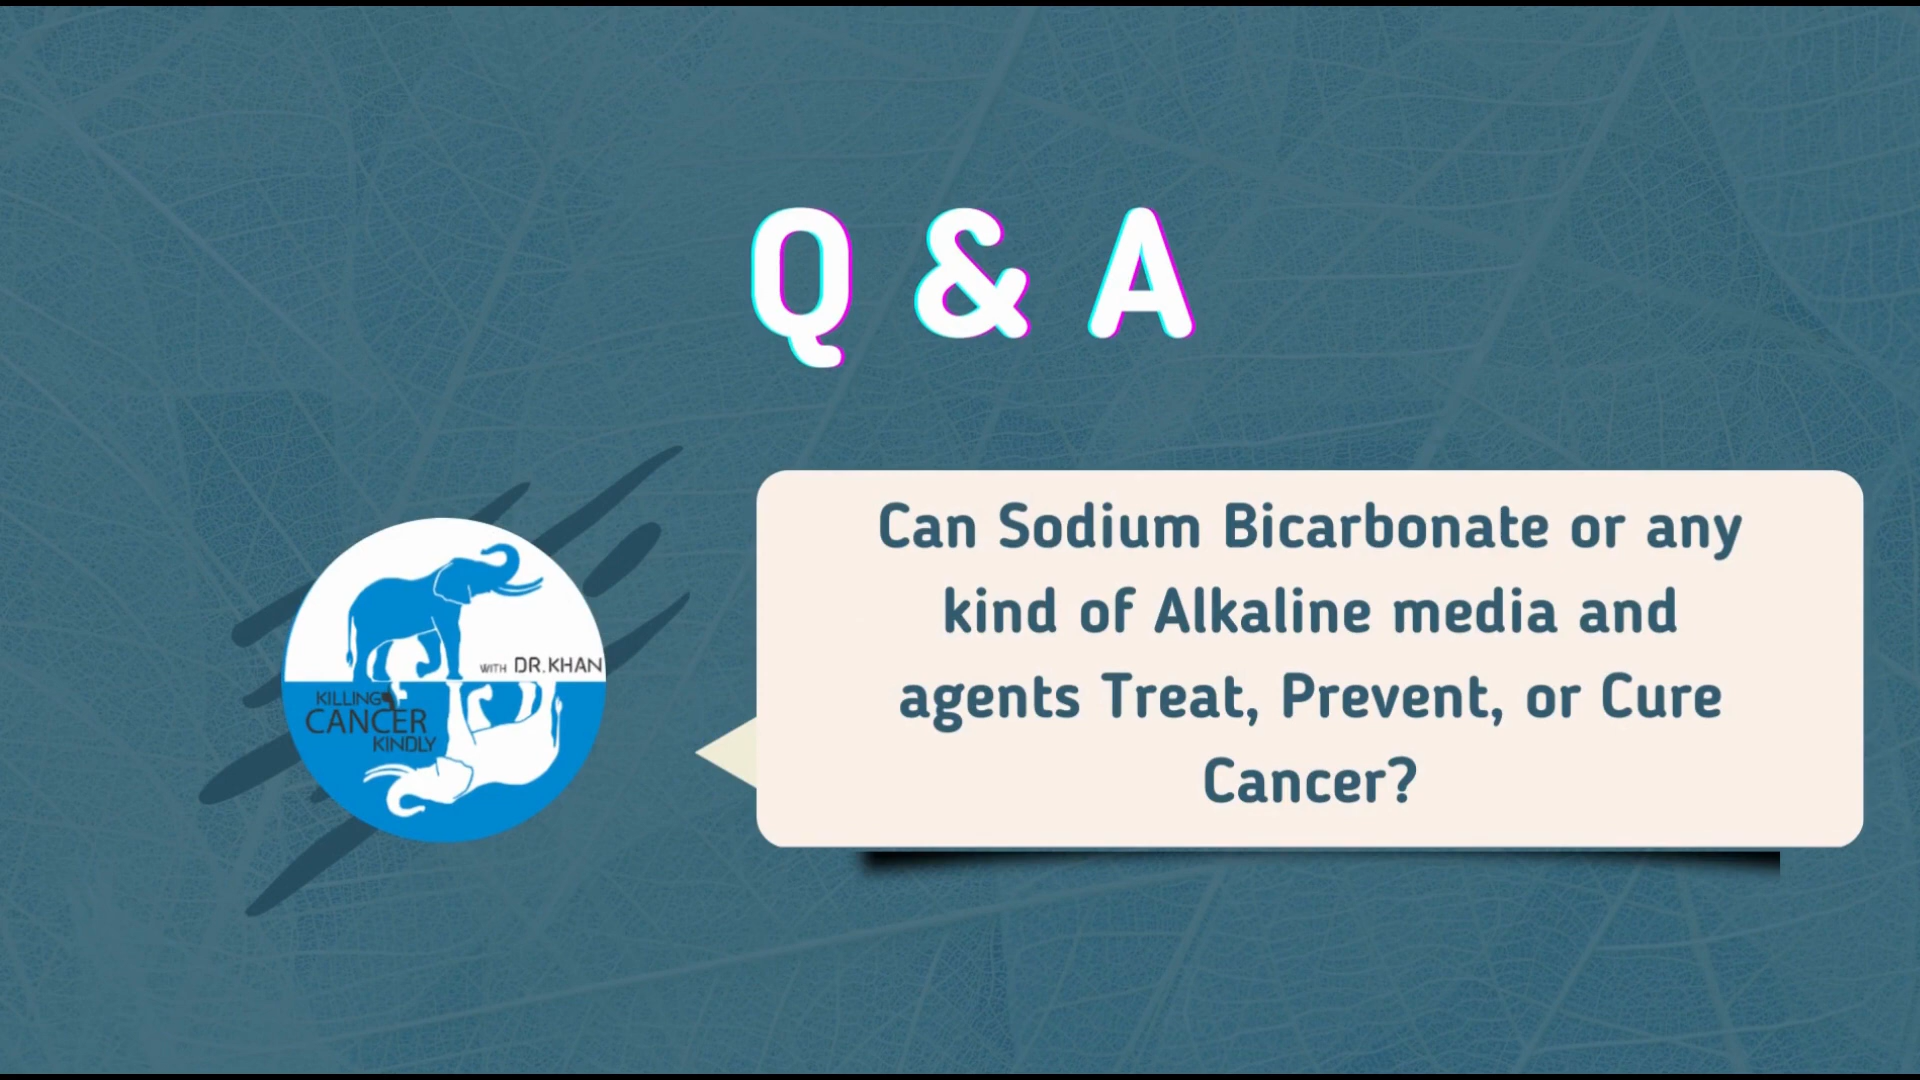 Q & A
Can Sodium Bicarbonate or any
kind of Alkaline media and
agents Treat, Prevent, or Cure
Cancer?
WITH DR.KHAN
KILLING
CANCER
KINDLY